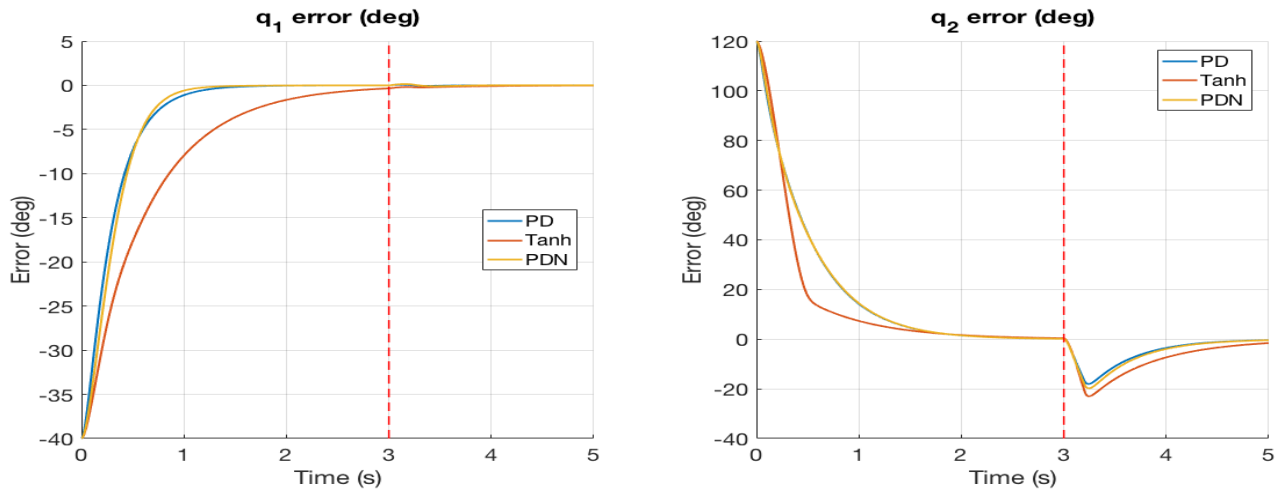 q1 error (deg)
5
0
-5
-10
-15
-20
-25
-30
-35
-40
Error (deg)
0 1 2 3 4 5
Time (s)
PD
Tanh
PDN
q2 error (deg)
120
100
80
60
40
20
0
-20
-40
Error (deg)
0 1 2 3 4 5
Time (s)
PD
Tanh
PDN